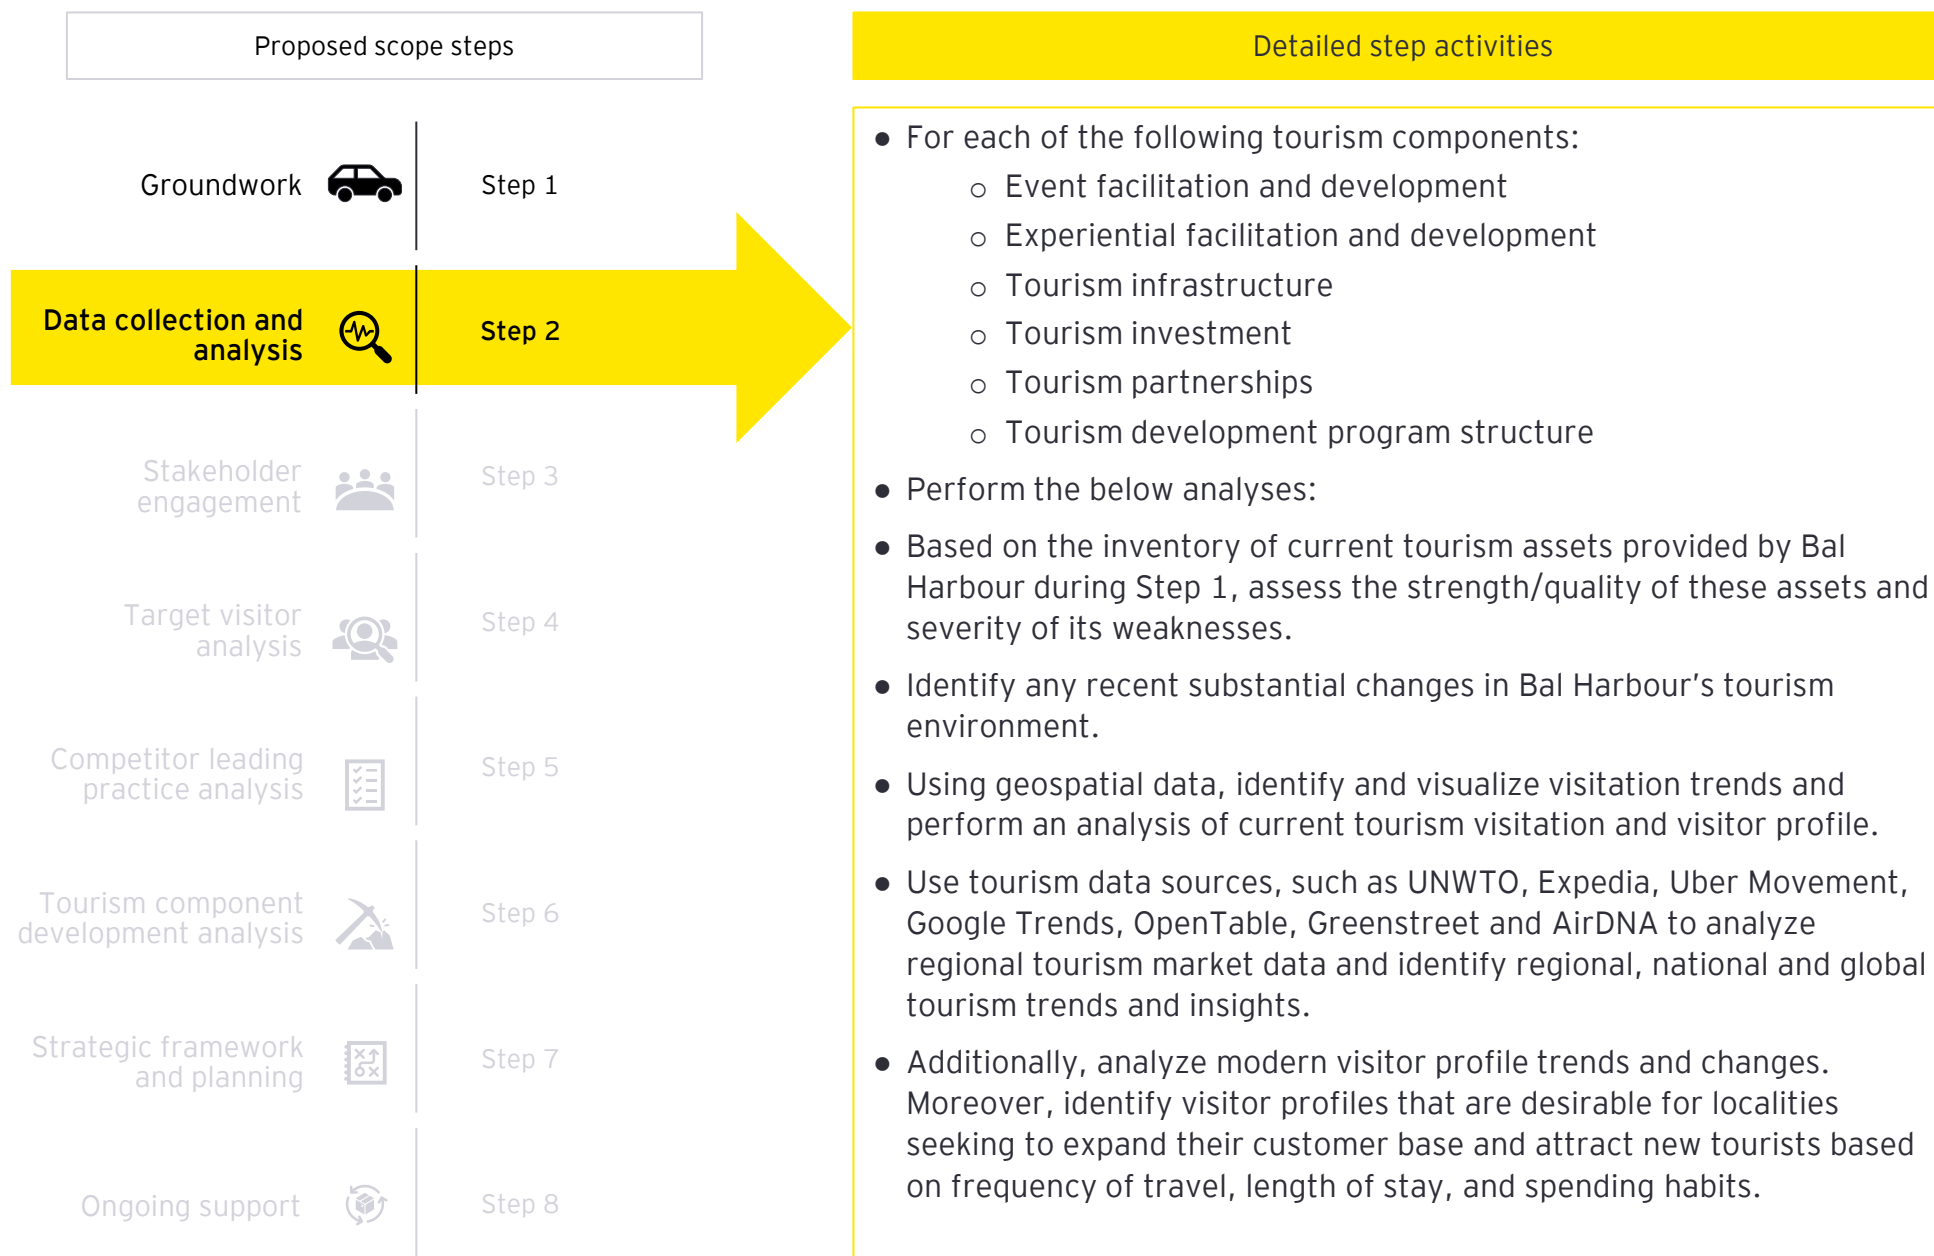 Proposed scope steps
Groundwork
Step 1
Data collection and
analysis
Step 2
Stakeholder
engagement
Step 3
Target visitor
analysis
Step 4
Competitor leading
practice analysis
Step 5
Tourism component
development analysis
Step 6
Strategic framework
and planning
Step 7
Ongoing support
Step 8
Detailed step activities
● For each of the following tourism components:
o Event facilitation and development
o Experiential facilitation and development
o Tourism infrastructure
o Tourism investment
o Tourism partnerships
o Tourism development program structure
● Perform the below analyses:
● Based on the inventory of current tourism assets provided by Bal
Harbour during Step 1, assess the strength/quality of these assets and
severity of its weaknesses.
● Identify any recent substantial changes in Bal Harbour’s tourism
environment.
● Using geospatial data, identify and visualize visitation trends and
perform an analysis of current tourism visitation and visitor profile.
● Use tourism data sources, such as UNWTO, Expedia, Uber Movement,
Google Trends, OpenTable, Greenstreet and AirDNA to analyze
regional tourism market data and identify regional, national and global
tourism trends and insights.
● Additionally, analyze modern visitor profile trends and changes.
Moreover, identify visitor profiles that are desirable for localities
seeking to expand their customer base and attract new tourists based
on frequency of travel, length of stay, and spending habits.